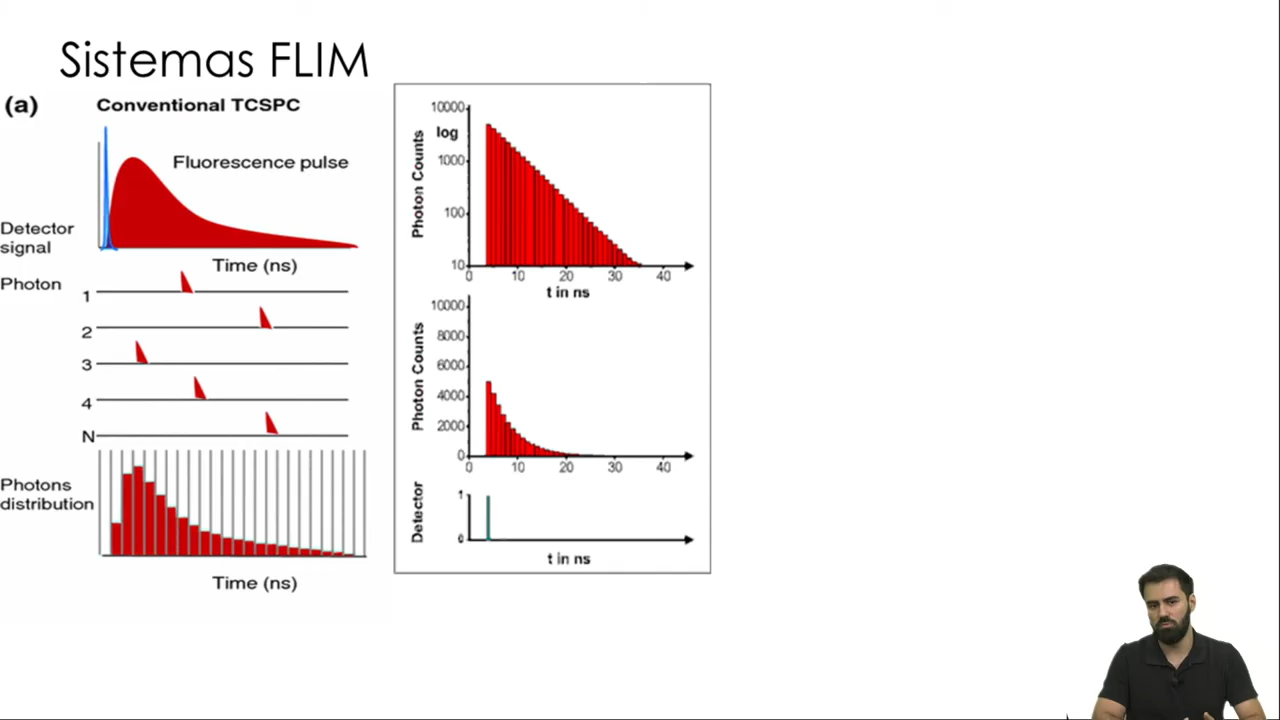 Sistemas FLIM
(a)
Conventional TCSPC
Fluorescence pulse
Detector
signal
Time (ns)
Photon
1
2
3
4
N
Photons
distribution
Time (ns)
10000
log
1000
100
10
Photon Counts
0 10 20 30 40
t in ns
10000
8000
6000
4000
2000
0
Photon Counts
0 10 20 30 40
1
0
Detector
t in ns